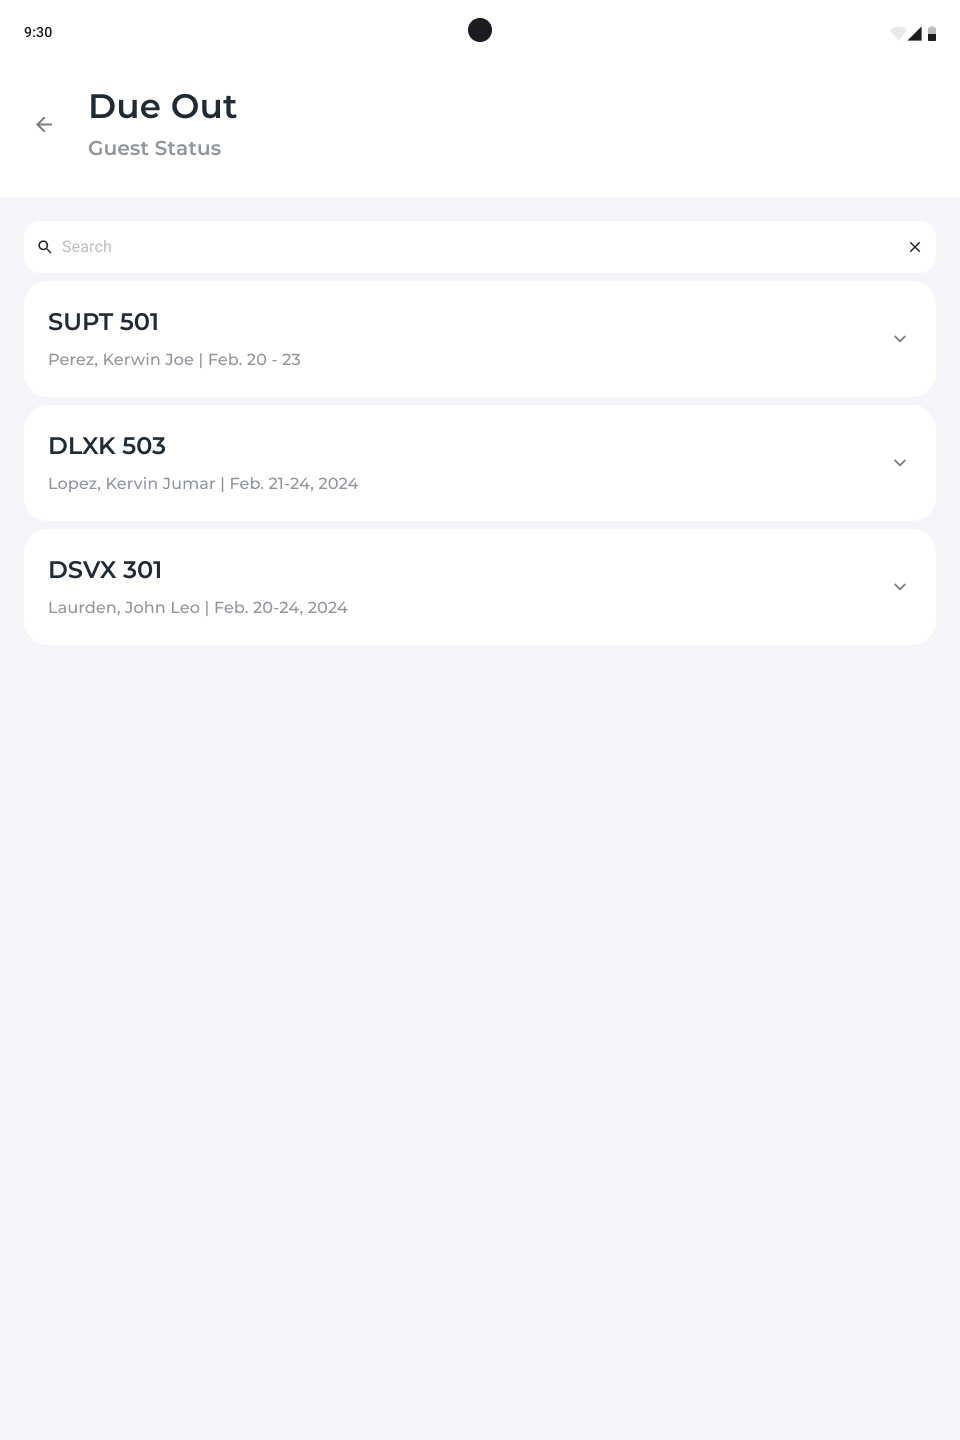 9:30
Due Out
Guest Status
Search
SUPT 501
Perez, Kerwin Joe | Feb. 20 - 23
DLXK 503
Lopez, Kervin Jumar | Feb. 21-24, 2024
DSVX 301
Laurden, John Leo | Feb. 20-24, 2024